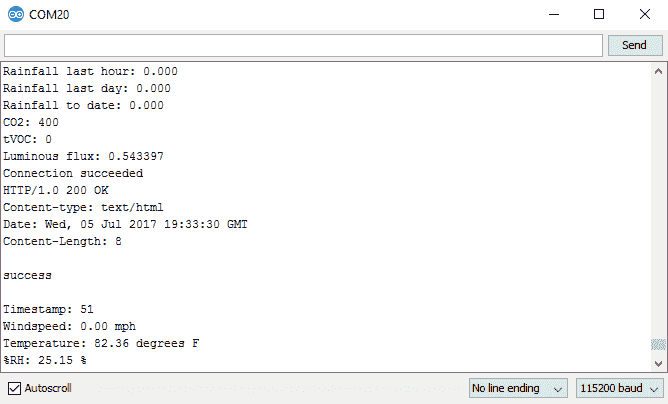 COM20
Send
Rainfall last hour: 0.000
Rainfall last day: 0.000
Rainfall to date: 0.000
CO2: 400
tVOC: 0
Luminous flux: 0.543397
Connection succeeded
HTTP/1.0 200 OK
Content-type: text/html
Date: Wed, 05 Jul 2017 19:33:30 GMT
Content-Length: 8
success
Timestamp: 51
Windspeed: 0.00 mph
Temperature: 82.36 degrees F
%RH: 25.15 %
Autoscroll
No line ending
115200 baud